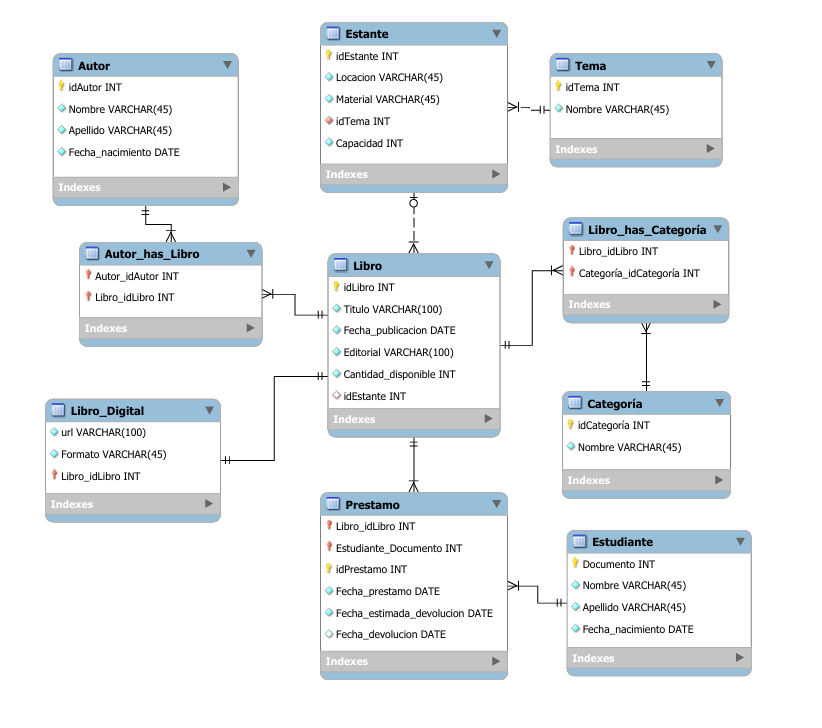 Autor
idAutor INT
Nombre VARCHAR(45)
Apellido VARCHAR(45)
Fecha_nacimiento DATE
Indexes
Estante
idEstante INT
Locacion VARCHAR(45)
Material VARCHAR(45)
idTema INT
Capacidad INT
Indexes
Tema
idTema INT
Nombre VARCHAR(45)
Indexes
Autor_has_Libro
Autor_idAutor INT
Libro_idLibro INT
Indexes
Libro
idLibro INT
Titulo VARCHAR(100)
Fecha_publicacion DATE
Editorial VARCHAR(100)
Cantidad_disponible INT
idEstante INT
Indexes
Libro_has_Categoría
Libro_idLibro INT
Categoría_idCategoría INT
Indexes
Libro_Digital
url VARCHAR(100)
Formato VARCHAR(45)
Libro_idLibro INT
Indexes
Categoría
idCategoría INT
Nombre VARCHAR(45)
Indexes
Prestamo
Libro_idLibro INT
Estudiante_Documento INT
idPrestamo INT
Fecha_prestamo DATE
Fecha_estimada_devolucion DATE
Fecha_devolucion DATE
Indexes
Estudiante
Documento INT
Nombre VARCHAR(45)
Apellido VARCHAR(45)
Fecha_nacimiento DATE
Indexes